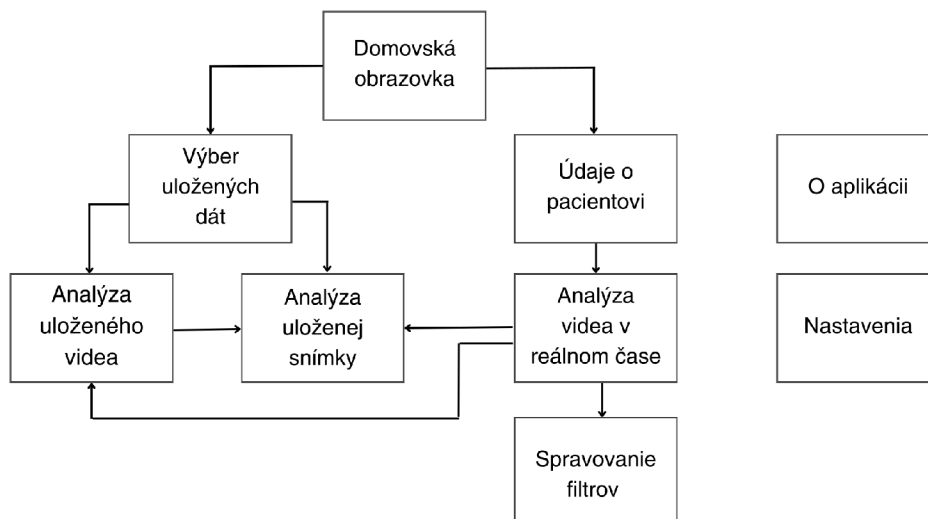 Domovská
obrazovka
Výber
uložených
dát
Údaje o
pacientovi
O aplikácii
Analýza
uloženého
videa
Analýza
uloženej
snímky
Analýza
videa v
reálnom čase
Nastavenia
Spravovanie
filtrov